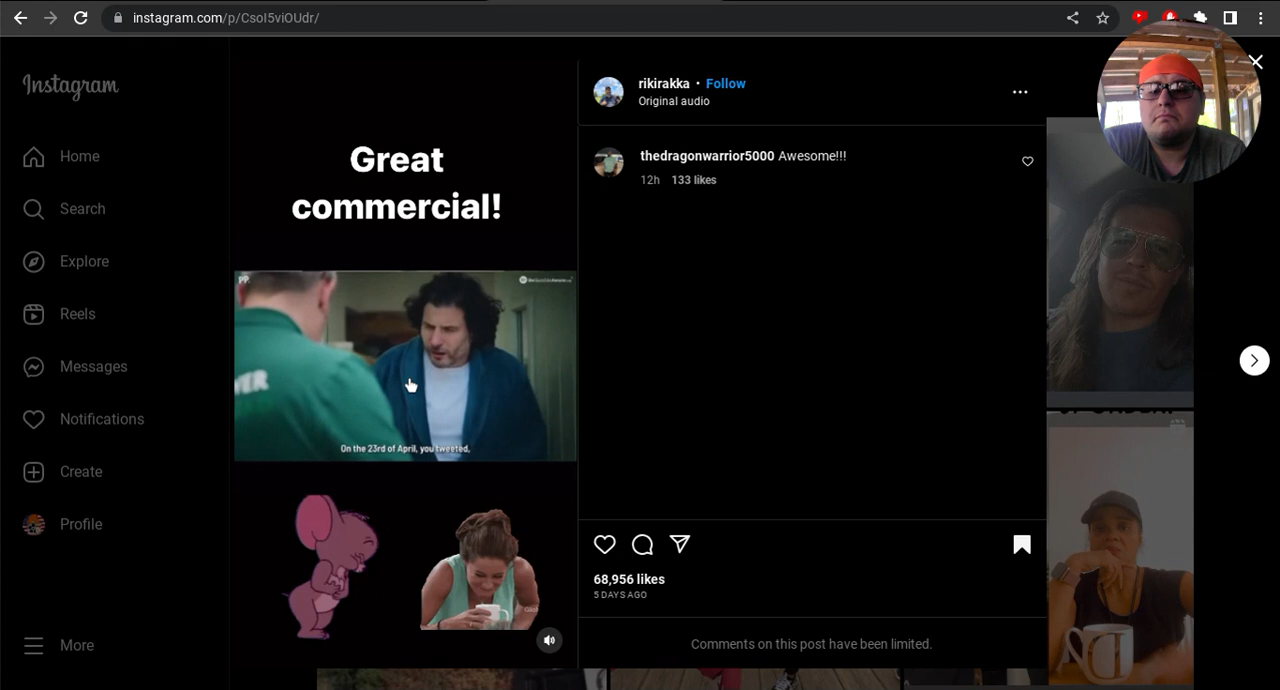 instagram.com/p/CsoI5viOUdr/
Instagram
Home
Search
Explore
Reels
Messages
Notifications
Create
Profile
More
Great
commercial!
PP.
On the 23rd of April, you tweeted,
rikirakka • Follow
Original audio
thedragonwarrior5000 Awesome!!!
12h 133 likes
68,956 likes
5 DAYS AGO
Comments on this post have been limited.